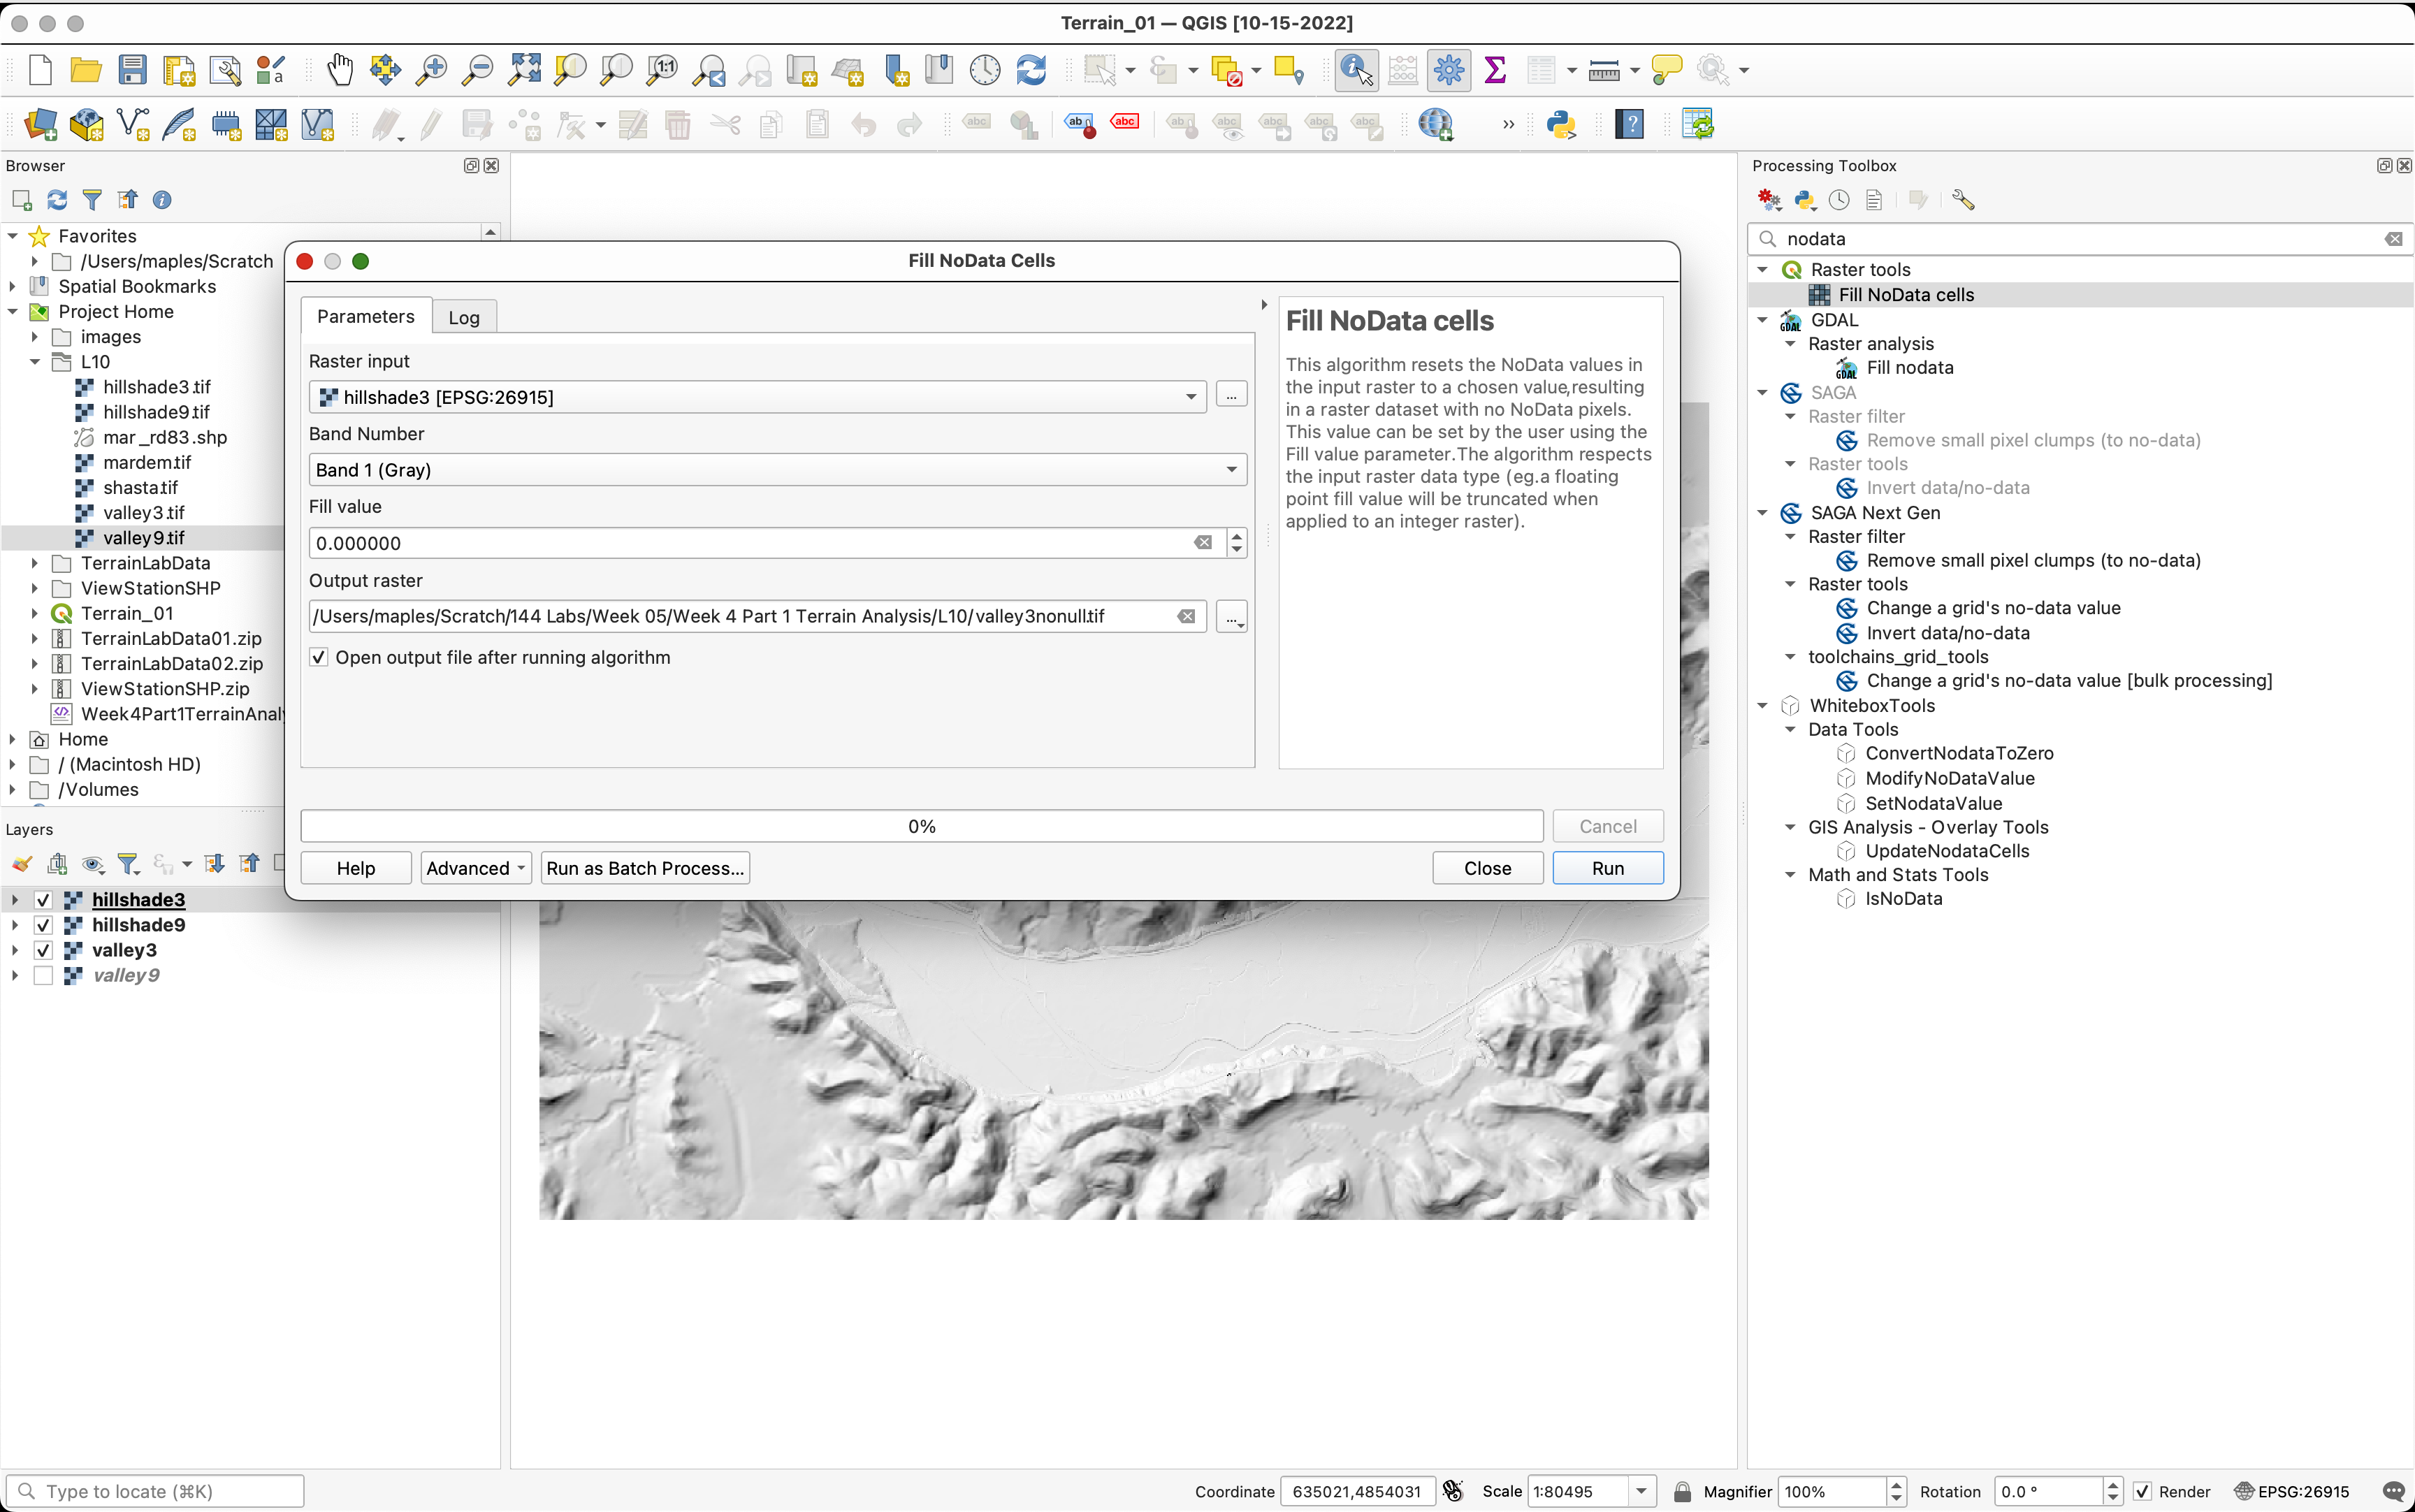 Terrain_01 — QGIS [10-15-2022]
Browser
Favorites
/Users/maples/Scratch
Spatial Bookmarks
Project Home
images
L10
hillshade3.tif
hillshade9.tif
mar_rd83.shp
mardem.tif
shasta.tif
valley3.tif
valley9.tif
TerrainLabData
ViewStationSHP
Terrain_01
TerrainLabData01.zip
TerrainLabData02.zip
ViewStationSHP.zip
Week4Part1TerrainAnaly
Home
/ (Macintosh HD)
/Volumes
Layers
hillshade3
hillshade9
valley3
valley9
Fill NoData Cells
Parameters
Log
Raster input
hillshade3 [EPSG:26915]
...
Band Number
Band 1 (Gray)
Fill value
0.000000
Output raster
/Users/maples/Scratch/144 Labs/Week 05/Week 4 Part 1 Terrain Analysis/L10/valley3nonull.tif
...
Open output file after running algorithm
Fill NoData cells
This algorithm resets the NoData values in
the input raster to a chosen value,resulting
in a raster dataset with no NoData pixels.
This value can be set by the user using the
Fill value parameter.The algorithm respects
the input raster data type (eg.a floating
point fill value will be truncated when
applied to an integer raster).
0%
Cancel
Help
Advanced
Run as Batch Process...
Close
Run
Processing Toolbox
nodata
Raster tools
Fill NoData cells
GDAL
Raster analysis
Fill nodata
SAGA
Raster filter
Remove small pixel clumps (to no-data)
Raster tools
Invert data/no-data
SAGA Next Gen
Raster filter
Remove small pixel clumps (to no-data)
Raster tools
Change a grid's no-data value
Invert data/no-data
toolchains_grid_tools
Change a grid's no-data value [bulk processing]
WhiteboxTools
Data Tools
ConvertNodataToZero
ModifyNoDataValue
SetNodataValue
GIS Analysis - Overlay Tools
UpdateNodataCells
Math and Stats Tools
IsNoData
Type to locate (⌘K)
Coordinate 635021,4854031 Scale 1:80495 Magnifier 100% Rotation 0.0 ° Render EPSG:26915